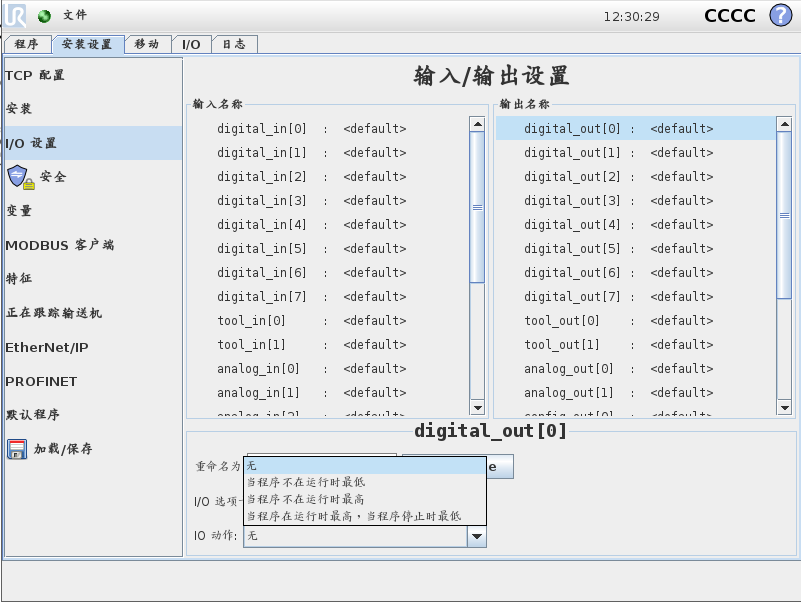 UR 文件 12:30:29 CCCC ?
程序 安装设置 移动 I/O 日志
TCP 配置
安装
I/O 设置
安全
变量
MODBUS 客户端
特征
正在跟踪输送机
EtherNet/IP
PROFINET
默认程序
加载/保存
输入/输出设置
输入名称
digital_in[0] : <default>
digital_in[1] : <default>
digital_in[2] : <default>
digital_in[3] : <default>
digital_in[4] : <default>
digital_in[5] : <default>
digital_in[6] : <default>
digital_in[7] : <default>
tool_in[0] : <default>
tool_in[1] : <default>
analog_in[0] : <default>
analog_in[1] : <default>
analog_in[2] : <default>
输出名称
digital_out[0] : <default>
digital_out[1] : <default>
digital_out[2] : <default>
digital_out[3] : <default>
digital_out[4] : <default>
digital_out[5] : <default>
digital_out[6] : <default>
digital_out[7] : <default>
tool_out[0] : <default>
tool_out[1] : <default>
analog_out[0] : <default>
analog_out[1] : <default>
config_out[0] : <default>
digital_out[0]
重命名为
无
当程序不在运行时最低
I/O 选项
当程序不在运行时最高
当程序在运行时最高，当程序停止时最低
IO 动作: 无